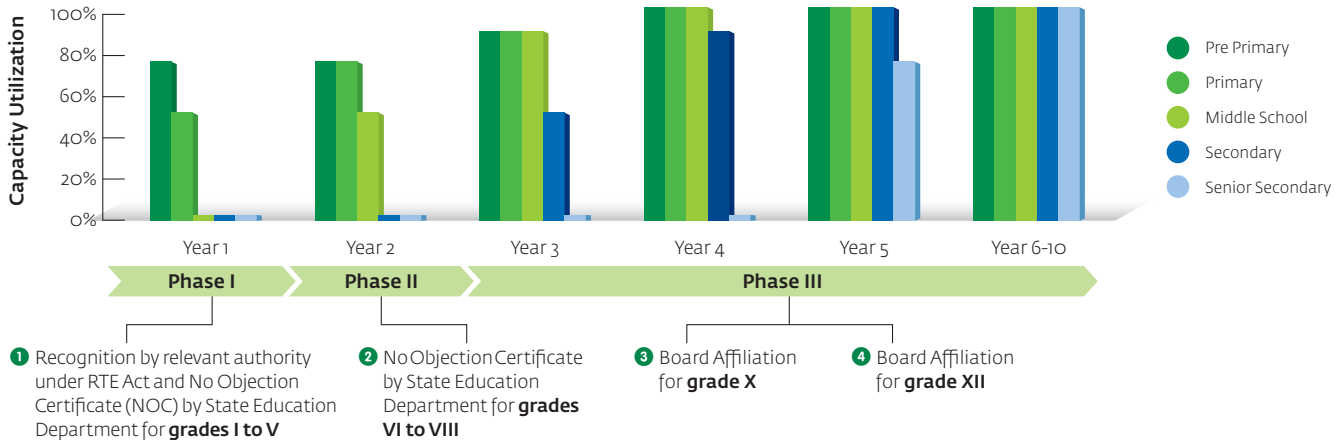 Capacity Utilization
100%
80%
60%
40%
20%
0%
Year 1
Year 2
Year 3
Year 4
Year 5
Year 6-10
Pre Primary
Primary
Middle School
Secondary
Senior Secondary
Phase I
Phase II
Phase III
1 Recognition by relevant authority
under RTE Act and No Objection
Certificate (NOC) by State Education
Department for grades I to V
2 No Objection Certificate
by State Education
Department for grades
VI to VIII
3 Board Affiliation
for grade X
4 Board Affiliation
for grade XII